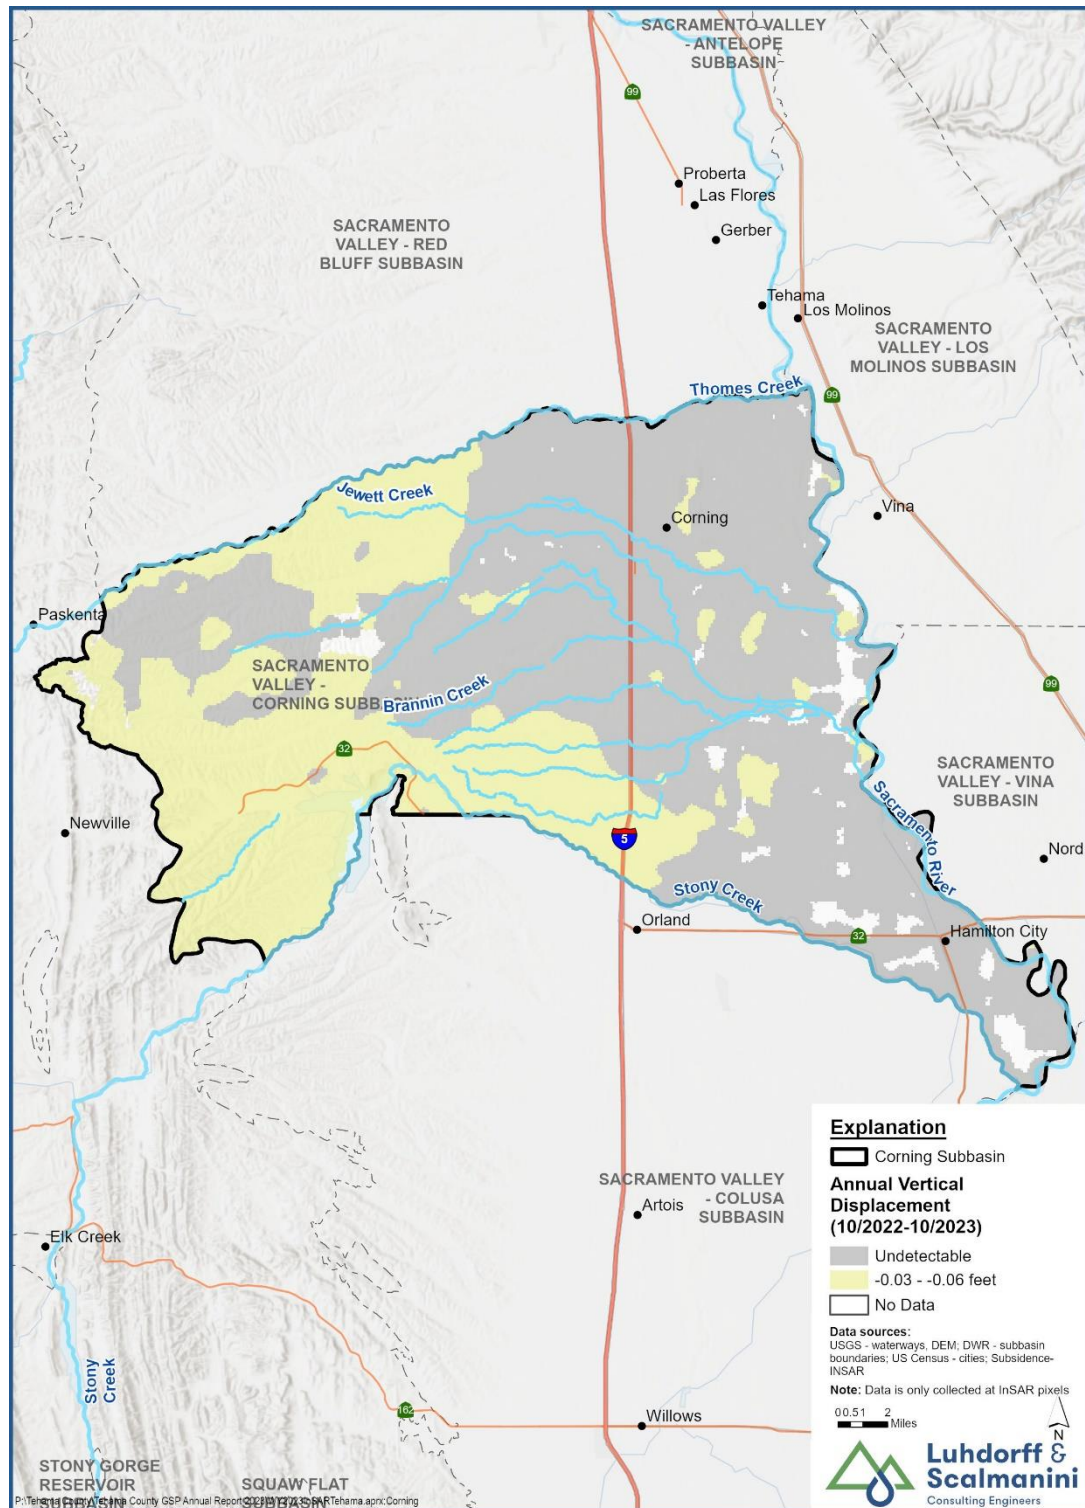 SACRAMENTO VALLEY
- ANTELOPE
SUBBASIN
99
Proberta
Las Flores
Gerber
SACRAMENTO
VALLEY - RED
BLUFF SUBBASIN
Tehama
Los Molinos
SACRAMENTO
VALLEY - LOS
MOLINOS SUBBASIN
Thomes Creek
99
Jewett Creek
Corning
Vina
Paskenta
SACRAMENTO
VALLEY -
CORNING SUBBASIN
Brannin Creek
99
32
SACRAMENTO
VALLEY - VINA
SUBBASIN
Newville
5
Sacramento River
Nord
Stony Creek
Orland
32
Hamilton City
Explanation
Corning Subbasin
Annual Vertical
Displacement
(10/2022-10/2023)
Undetectable
-0.03 - -0.06 feet
No Data
Data sources:
USGS - waterways, DEM; DWR - subbasin
boundaries; US Census - cities; Subsidence-
INSAR
Note: Data is only collected at InSAR pixels
0 0.5 1 2
Miles
N
Luhdorff &
Scalmanini
Consulting Engineers
SACRAMENTO VALLEY
- COLUSA
SUBBASIN
Artois
Elk Creek
Stony
Creek
162
Willows
STONY GORGE
RESERVOIR
SUBBASIN
SQUAW FLAT
SUBBASIN